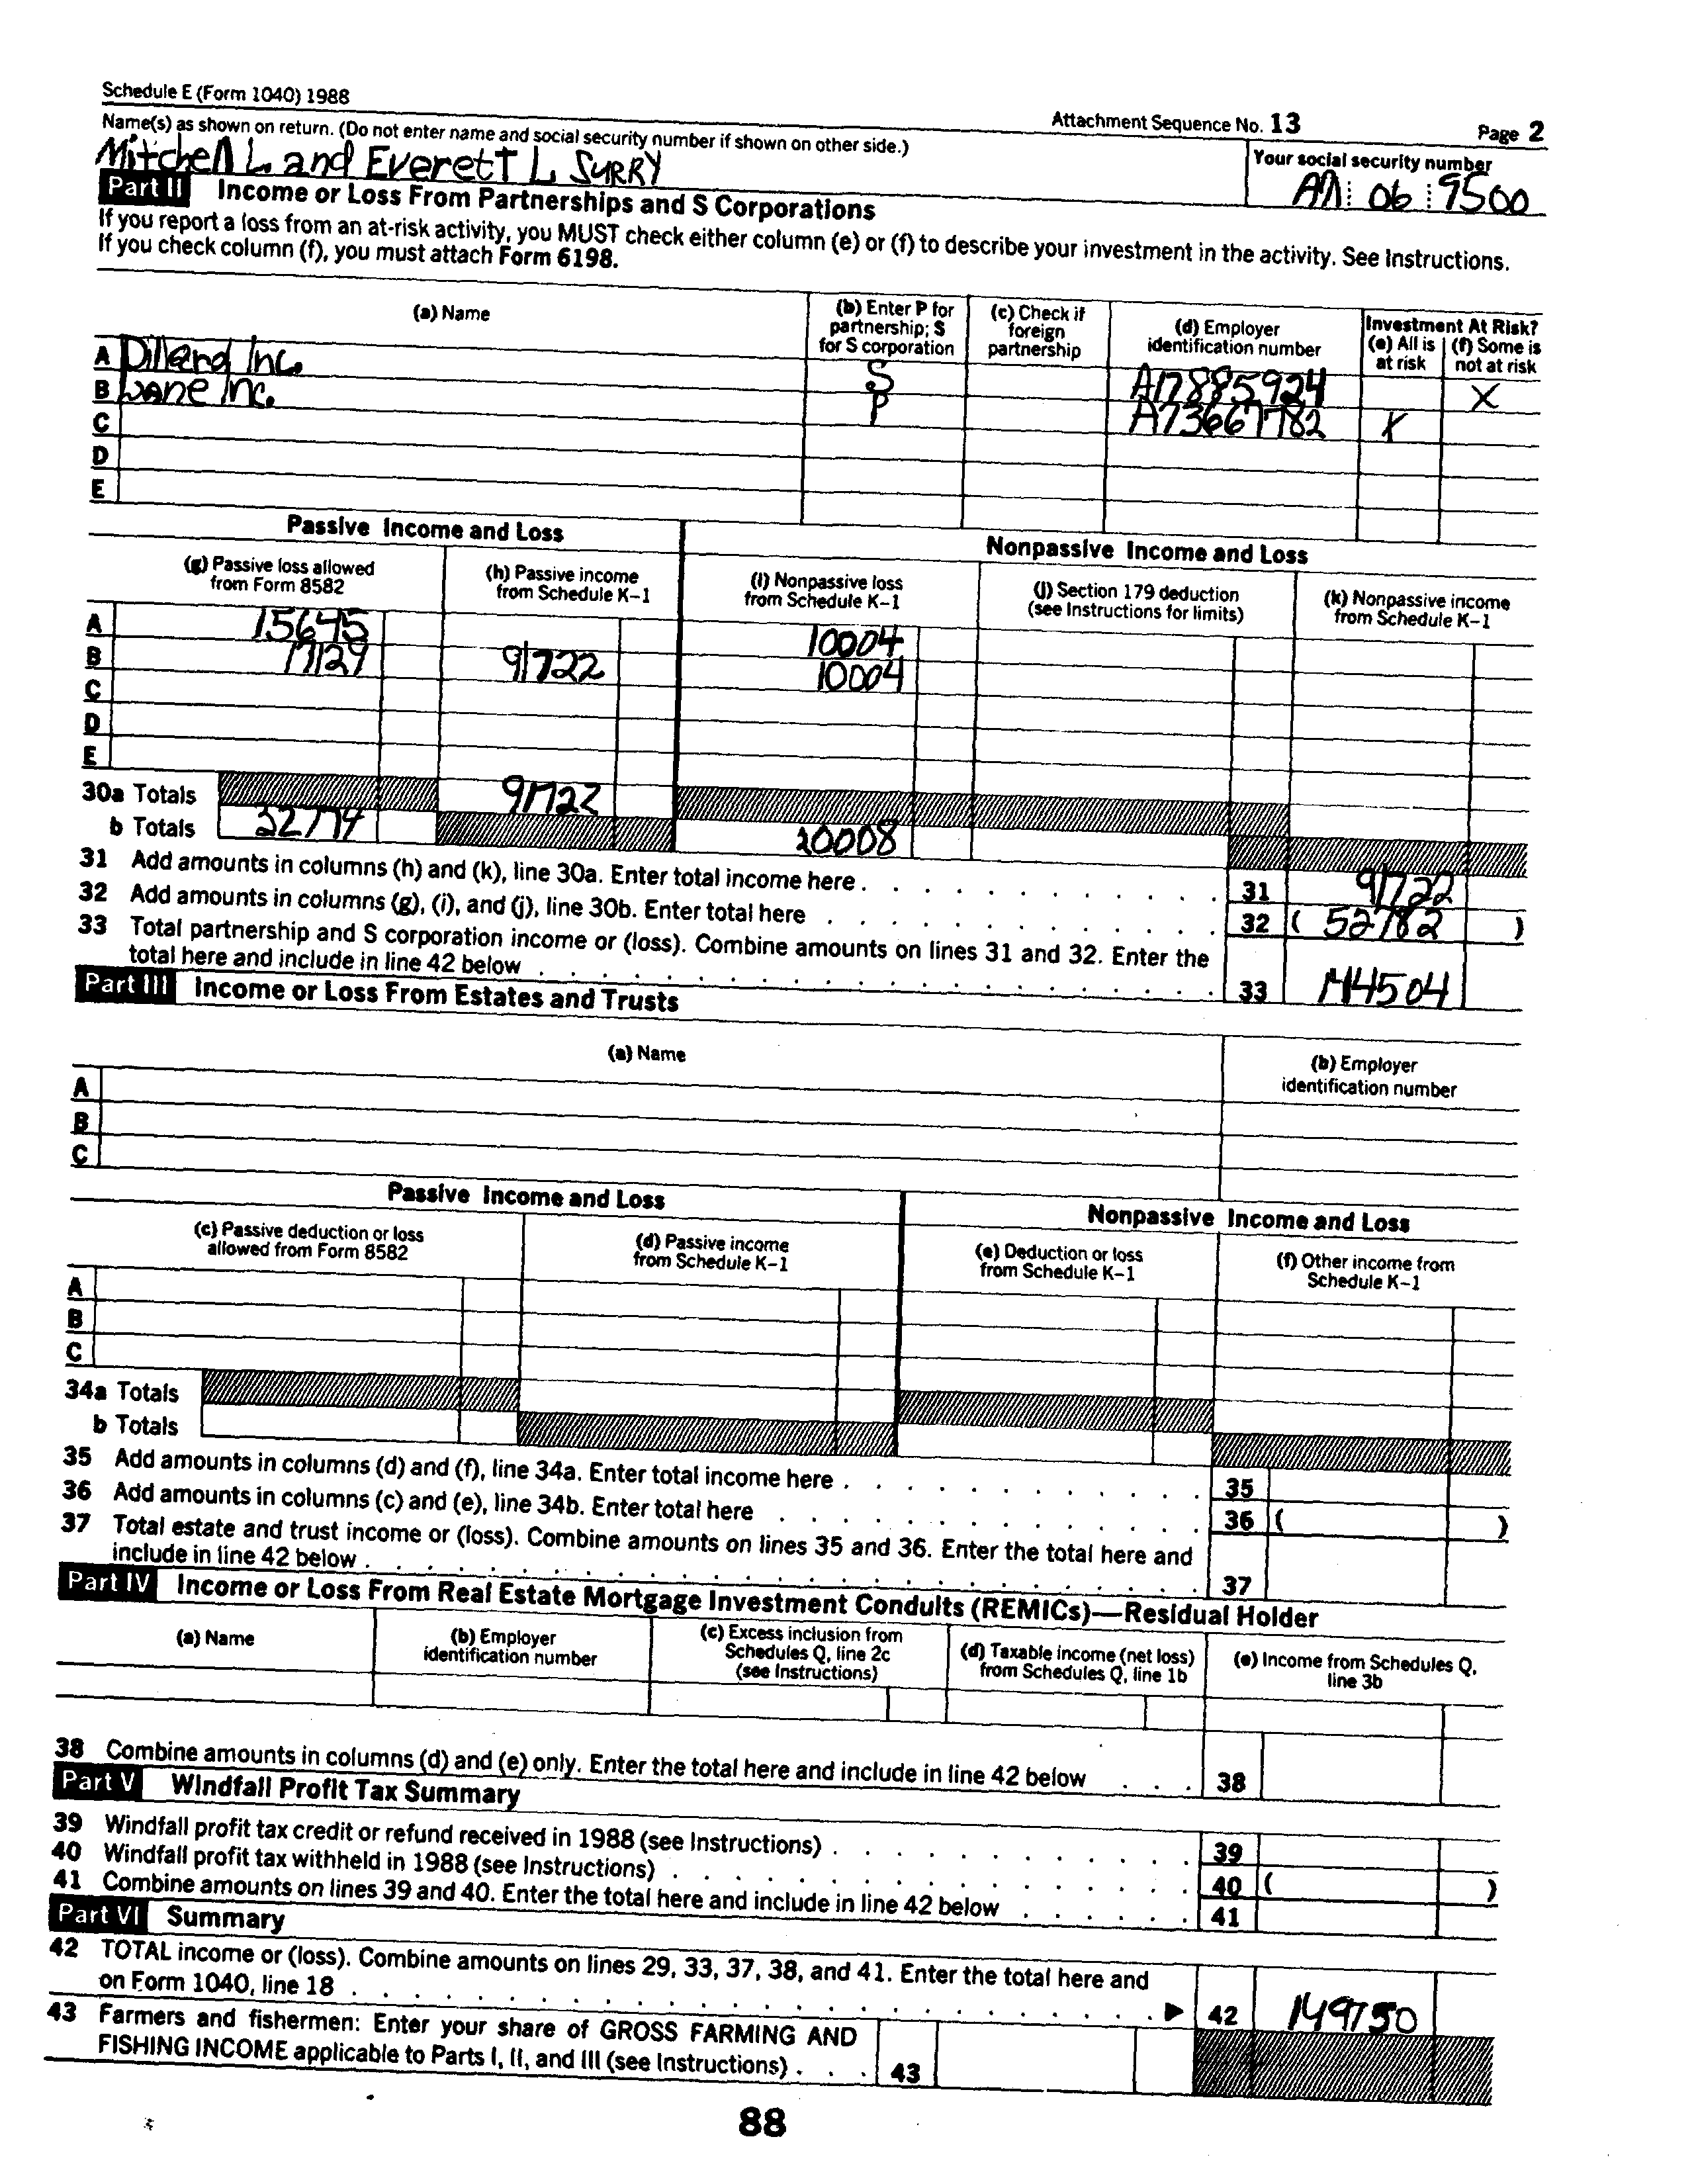 Schedule E (Form 1040) 1988
Attachment Sequence No. 13
Page 2
Name(s) as shown on return. (Do not enter name and social security number if shown on other side.)
Your social security number
Mitchell L and Everett L SURRY
06 9500
Part II Income or Loss From Partnerships and S Corporations
If you report a loss from an at-risk activity, you MUST check either column (e) or (f) to describe your investment in the activity. See Instructions.
If you check column (f), you must attach Form 6198.
(a) Name
(b) Enter P for partnership; S for S corporation
(c) Check if foreign partnership
(d) Employer identification number
Investment At Risk?
(e) All is at risk
(f) Some is not at risk
A Dillard Inc. S A17885924 X
B Lane Inc. P A73667782 X
C
D
E
Passive Income and Loss
Nonpassive Income and Loss
(g) Passive loss allowed from Form 8582
(h) Passive income from Schedule K-1
(i) Nonpassive loss from Schedule K-1
(j) Section 179 deduction (see Instructions for limits)
(k) Nonpassive income from Schedule K-1
A 15645 10004
B 17129 91722 10004
C
D
E
30a Totals 91722
b Totals 32774 20008
31 Add amounts in columns (h) and (k), line 30a. Enter total income here . 31 91722
32 Add amounts in columns (g), (i), and (j), line 30b. Enter total here 32 ( 52782 )
33 Total partnership and S corporation income or (loss). Combine amounts on lines 31 and 32. Enter the
total here and include in line 42 below 33 144504
Part III Income or Loss From Estates and Trusts
(a) Name
(b) Employer identification number
A
B
C
Passive Income and Loss
Nonpassive Income and Loss
(c) Passive deduction or loss allowed from Form 8582
(d) Passive income from Schedule K-1
(e) Deduction or loss from Schedule K-1
(f) Other income from Schedule K-1
A
B
C
34a Totals
b Totals
35 Add amounts in columns (d) and (f), line 34a. Enter total income here . 35
36 Add amounts in columns (c) and (e), line 34b. Enter total here 36 ( )
37 Total estate and trust income or (loss). Combine amounts on lines 35 and 36. Enter the total here and
include in line 42 below . 37
Part IV Income or Loss From Real Estate Mortgage Investment Conduits (REMICs)—Residual Holder
(a) Name
(b) Employer identification number
(c) Excess inclusion from Schedules Q, line 2c (see Instructions)
(d) Taxable income (net loss) from Schedules Q, line 1b
(e) Income from Schedules Q, line 3b
38 Combine amounts in columns (d) and (e) only. Enter the total here and include in line 42 below 38
Part V Windfall Profit Tax Summary
39 Windfall profit tax credit or refund received in 1988 (see Instructions) . 39
40 Windfall profit tax withheld in 1988 (see Instructions) . 40 ( )
41 Combine amounts on lines 39 and 40. Enter the total here and include in line 42 below 41
Part VI Summary
42 TOTAL income or (loss). Combine amounts on lines 29, 33, 37, 38, and 41. Enter the total here and
on Form 1040, line 18 . ▶ 42 149750
43 Farmers and fishermen: Enter your share of GROSS FARMING AND
FISHING INCOME applicable to Parts I, II, and III (see Instructions) . 43
88